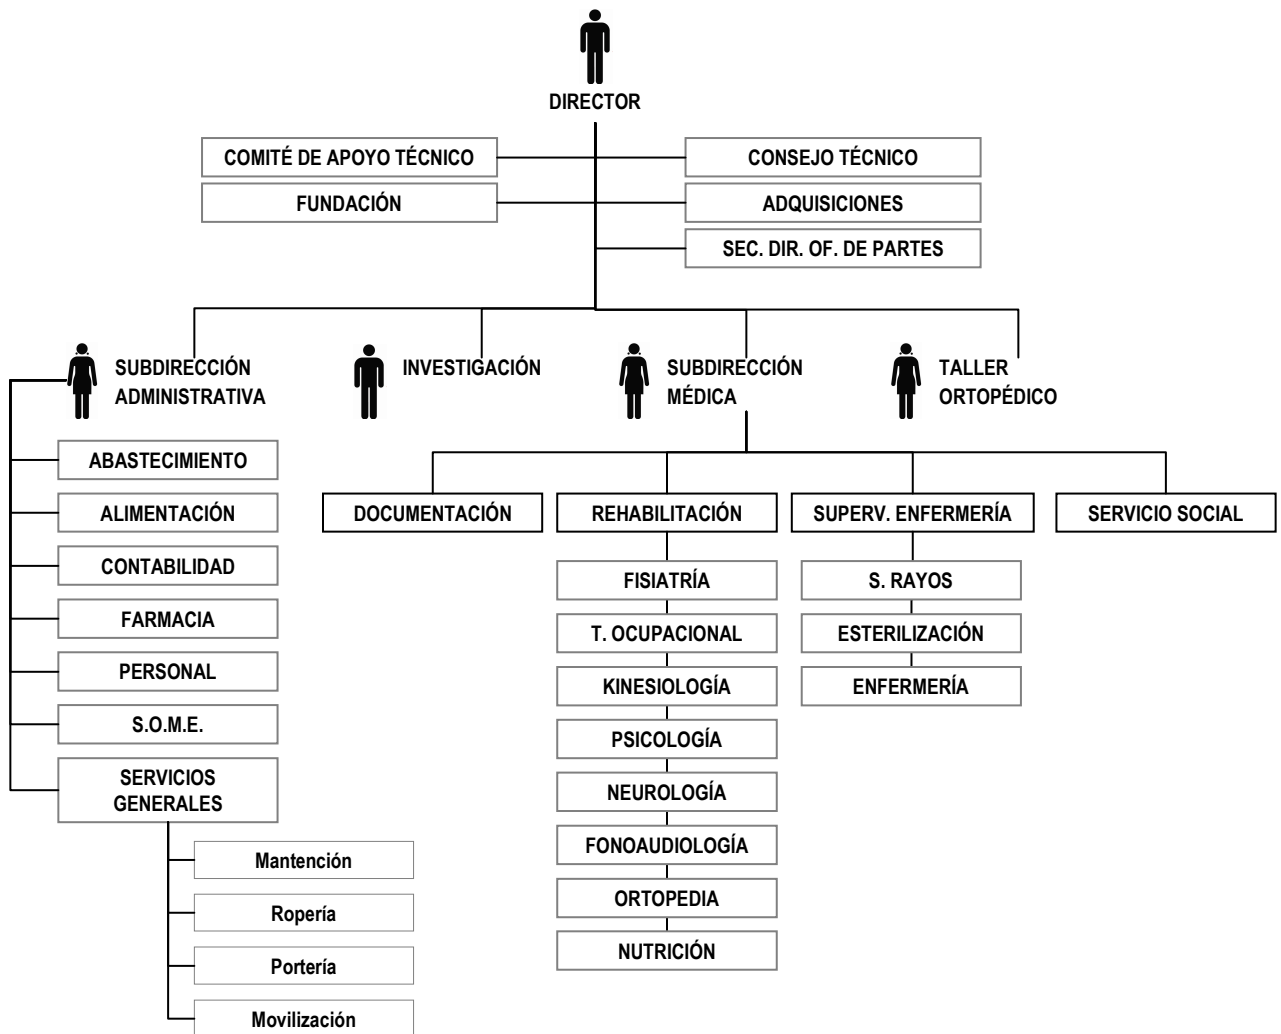 DIRECTOR
COMITÉ DE APOYO TÉCNICO
CONSEJO TÉCNICO
FUNDACIÓN
ADQUISICIONES
SEC. DIR. OF. DE PARTES
SUBDIRECCIÓN
ADMINISTRATIVA
INVESTIGACIÓN
SUBDIRECCIÓN
MÉDICA
TALLER
ORTOPÉDICO
ABASTECIMIENTO
ALIMENTACIÓN
CONTABILIDAD
FARMACIA
PERSONAL
S.O.M.E.
SERVICIOS
GENERALES
Mantención
Ropería
Portería
Movilización
DOCUMENTACIÓN
REHABILITACIÓN
SUPERV. ENFERMERÍA
SERVICIO SOCIAL
FISIATRÍA
T. OCUPACIONAL
KINESIOLOGÍA
PSICOLOGÍA
NEUROLOGÍA
FONOAUDIOLOGÍA
ORTOPEDIA
NUTRICIÓN
S. RAYOS
ESTERILIZACIÓN
ENFERMERÍA